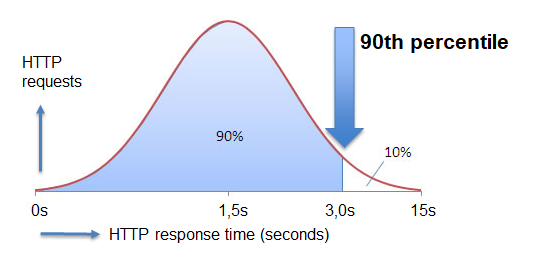 90th percentile
HTTP
requests
90%
10%
0s
1,5s
3,0s
15s
HTTP response time (seconds)